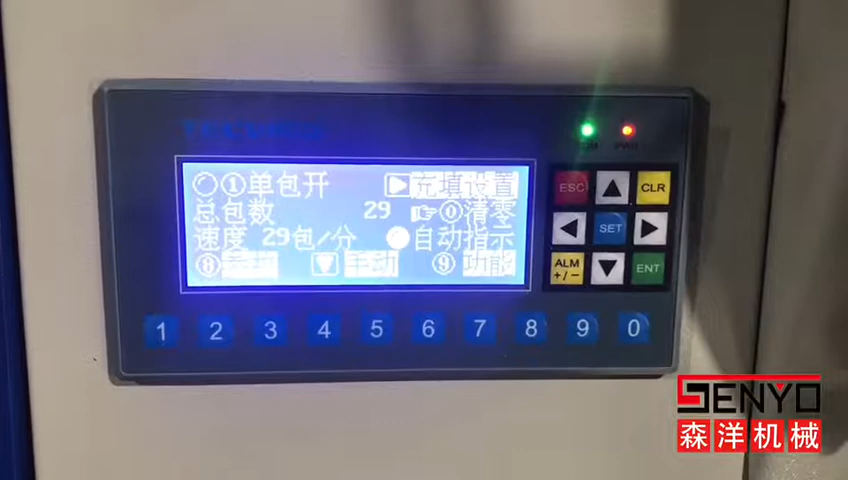 ①单包开 充填设置
总包数 29 ⓪清零
速度 29包/分 自动指示
手动 ⑨功能
ESC CLR
SET
ALM +/- ENT
1 2 3 4 5 6 7 8 9 0
SENYO
森洋机械